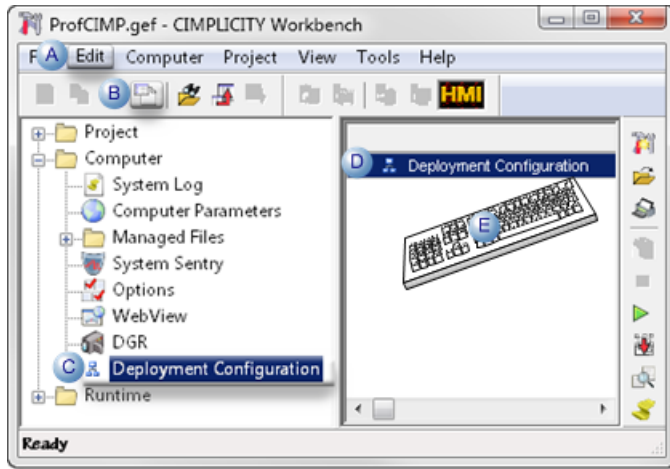 ProfCIMP.gef - CIMPLICITY Workbench
F A Edit Computer Project View Tools Help
B HMI
Project
Computer
System Log
Computer Parameters
Managed Files
System Sentry
Options
WebView
DGR
C Deployment Configuration
Runtime
D Deployment Configuration
E
Ready